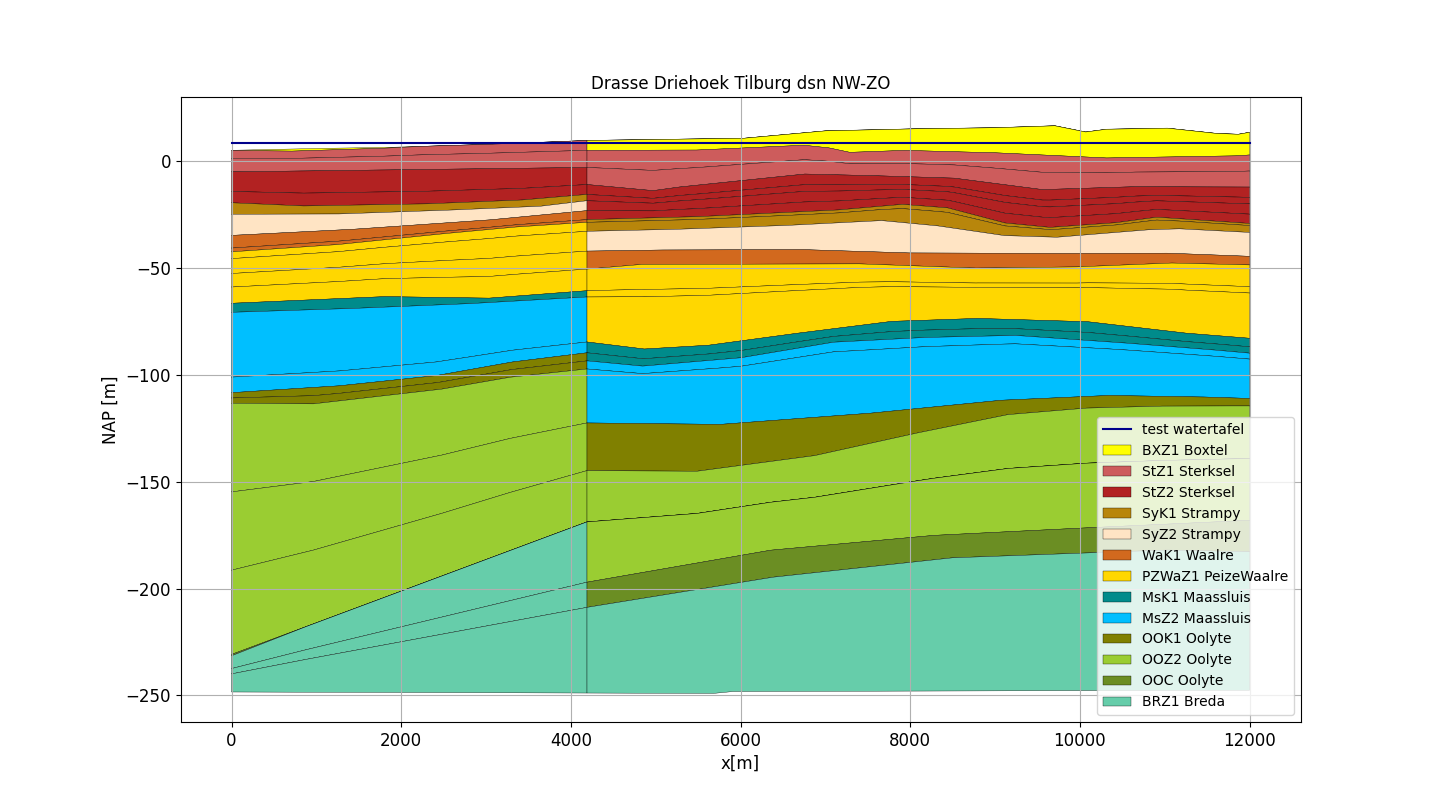 Drasse Driehoek Tilburg dsn NW-ZO
0
−50
−100
−150
−200
−250
NAP [m]
test watertafel
BXZ1 Boxtel
StZ1 Sterksel
StZ2 Sterksel
SyK1 Strampy
SyZ2 Strampy
WaK1 Waalre
PZWaZ1 PeizeWaalre
MsK1 Maassluis
MsZ2 Maassluis
OOK1 Oolyte
OOZ2 Oolyte
OOC Oolyte
BRZ1 Breda
0 2000 4000 6000 8000 10000 12000
x[m]